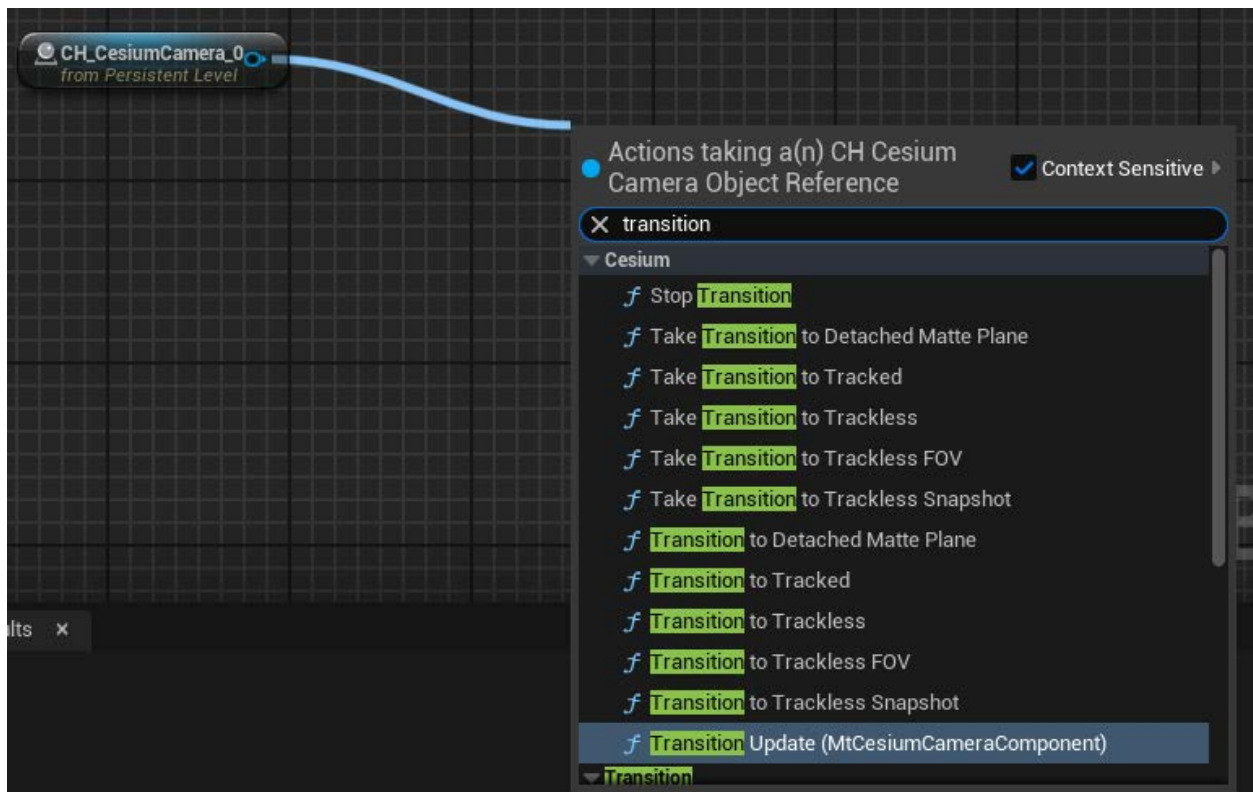 CH_CesiumCamera_0
from Persistent Level
Actions taking a(n) CH Cesium
Camera Object Reference
Context Sensitive
transition
Cesium
Stop Transition
Take Transition to Detached Matte Plane
Take Transition to Tracked
Take Transition to Trackless
Take Transition to Trackless FOV
Take Transition to Trackless Snapshot
Transition to Detached Matte Plane
Transition to Tracked
Transition to Trackless
Transition to Trackless FOV
Transition to Trackless Snapshot
Transition Update (MtCesiumCameraComponent)
Transition
lts